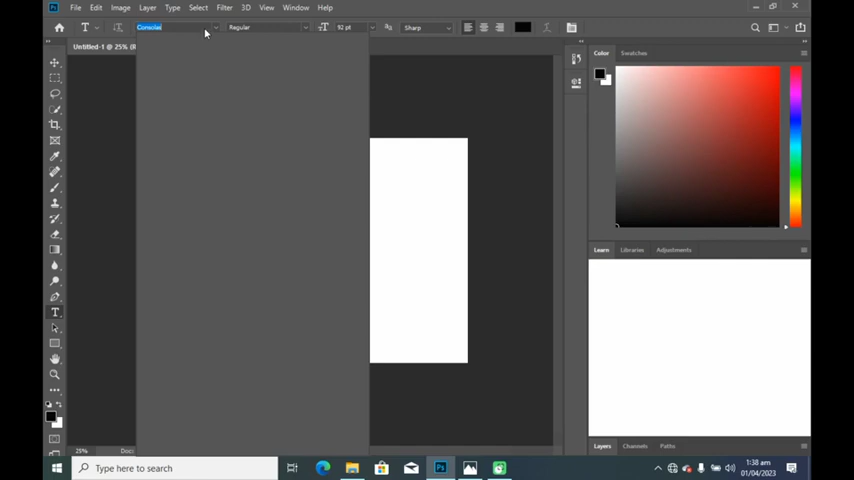 File Edit Image Layer Type Select Filter 3D View Window Help
Consolas Regular 92 pt Sharp
Untitled-1 @ 25% (R
Color Swatches
Learn Libraries Adjustments
Layers Channels Paths
25% Doc
Type here to search
1:38 am
01/04/2023